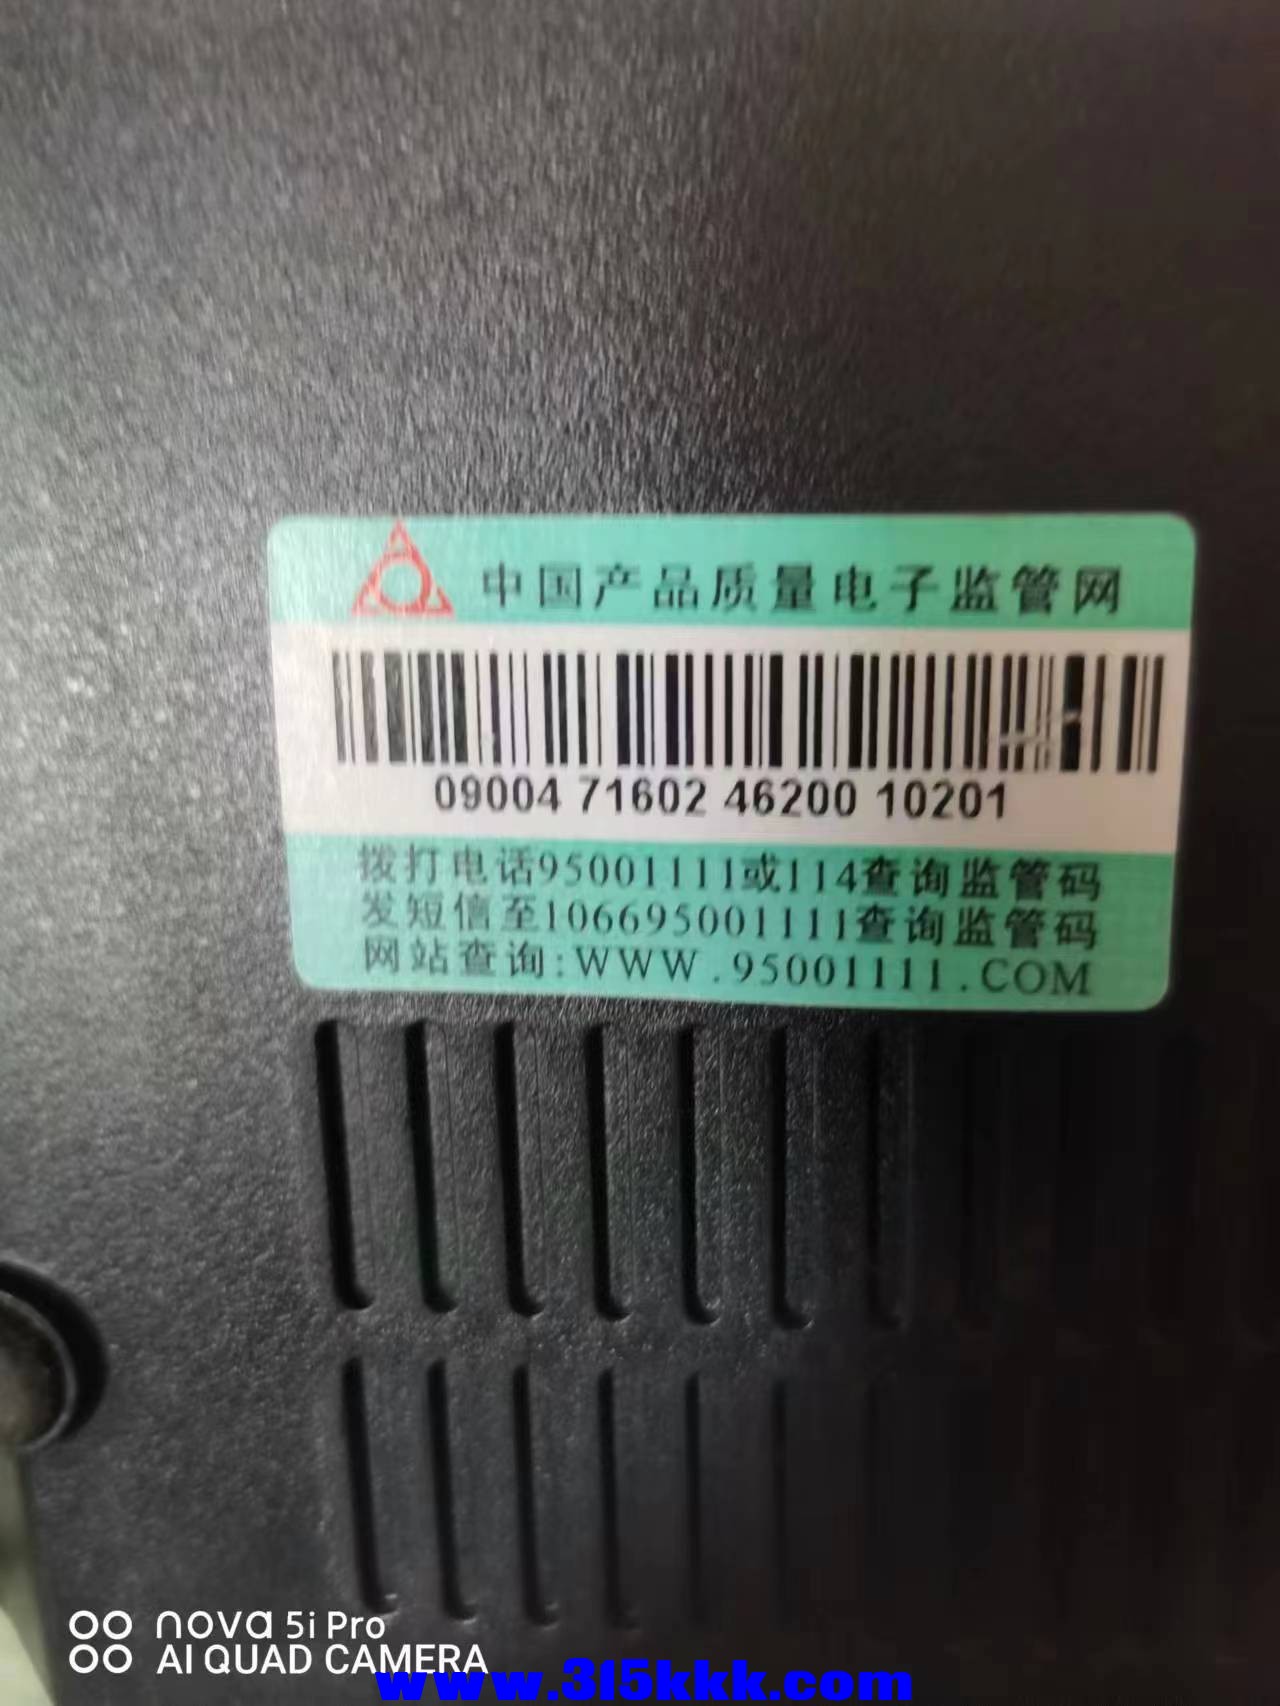 中国产品质量电子监管网
09004 71602 46200 10201
拨打电话95001111或114查询监管码
发短信至106695001111查询监管码
网站查询:WWW.95001111.COM
nova 5i Pro
AI QUAD CAMERA
www.315kkk.com